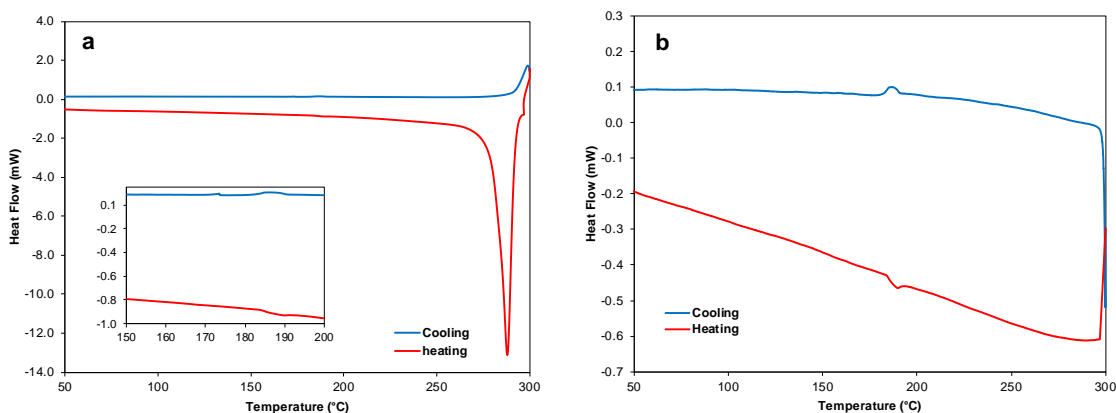 a
4.0
2.0
0.0
-2.0
-4.0
-6.0
-8.0
-10.0
-12.0
-14.0
Heat Flow (mW)
0.1
-0.2
-0.4
-0.6
-0.8
-1.0
150 160 170 180 190 200
Cooling
heating
50 100 150 200 250 300
Temperature (°C)
b
0.3
0.2
0.1
0.0
-0.1
-0.2
-0.3
-0.4
-0.5
-0.6
-0.7
Heat Flow (mW)
Cooling
Heating
50 100 150 200 250 300
Temperature (°C)